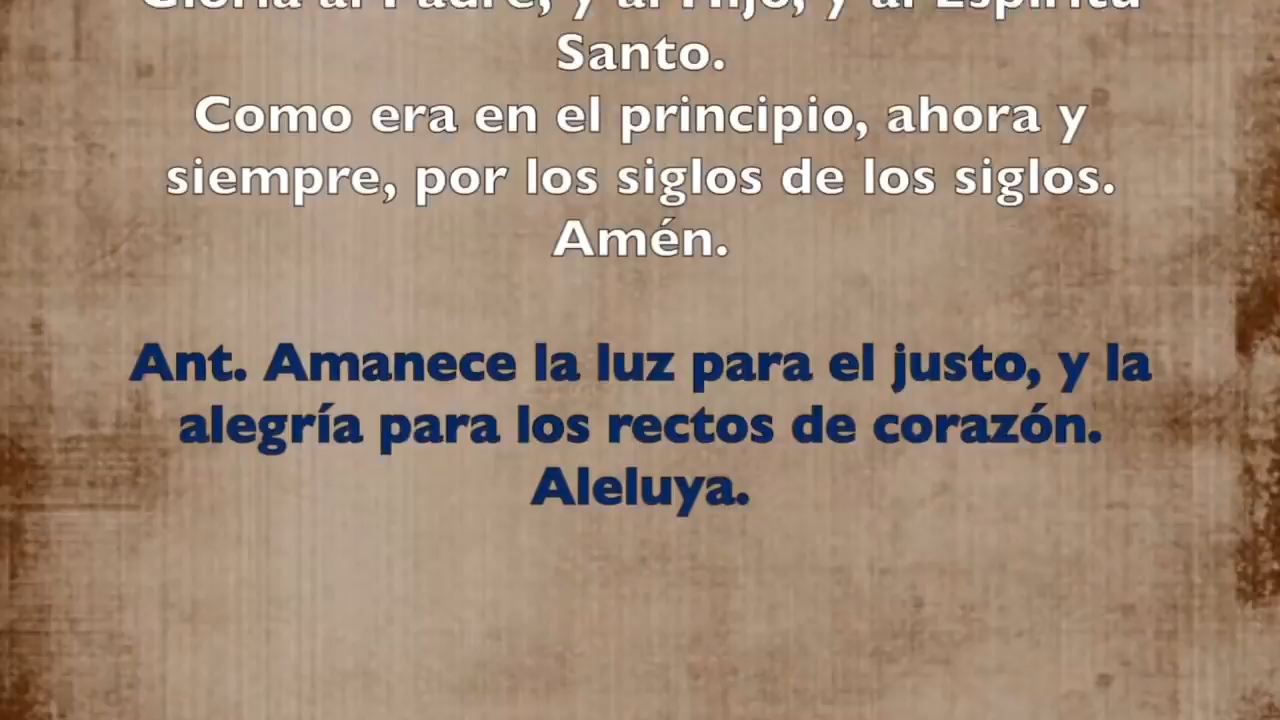 Gloria al Padre, y al Hijo, y al Espíritu
Santo.
Como era en el principio, ahora y
siempre, por los siglos de los siglos.
Amén.
Ant. Amanece la luz para el justo, y la
alegría para los rectos de corazón.
Aleluya.